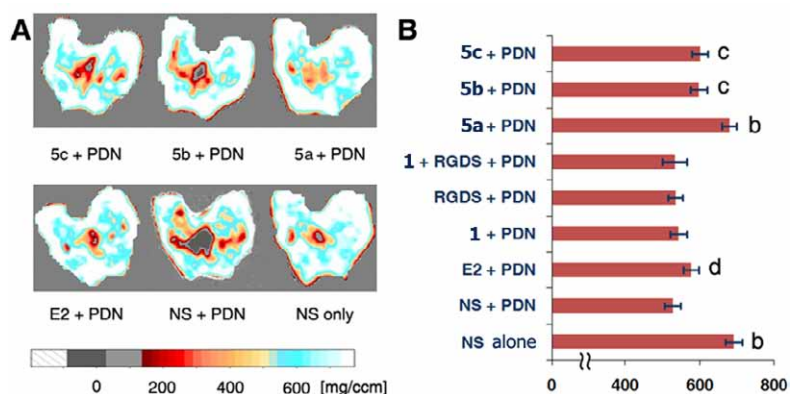 A
5c + PDN 5b + PDN 5a + PDN
E2 + PDN NS + PDN NS only
0 200 400 600 [mg/ccm]
B
5c + PDN c
5b + PDN c
5a + PDN b
1 + RGDS + PDN
RGDS + PDN
1 + PDN
E2 + PDN d
NS + PDN
NS alone b
0 400 600 800